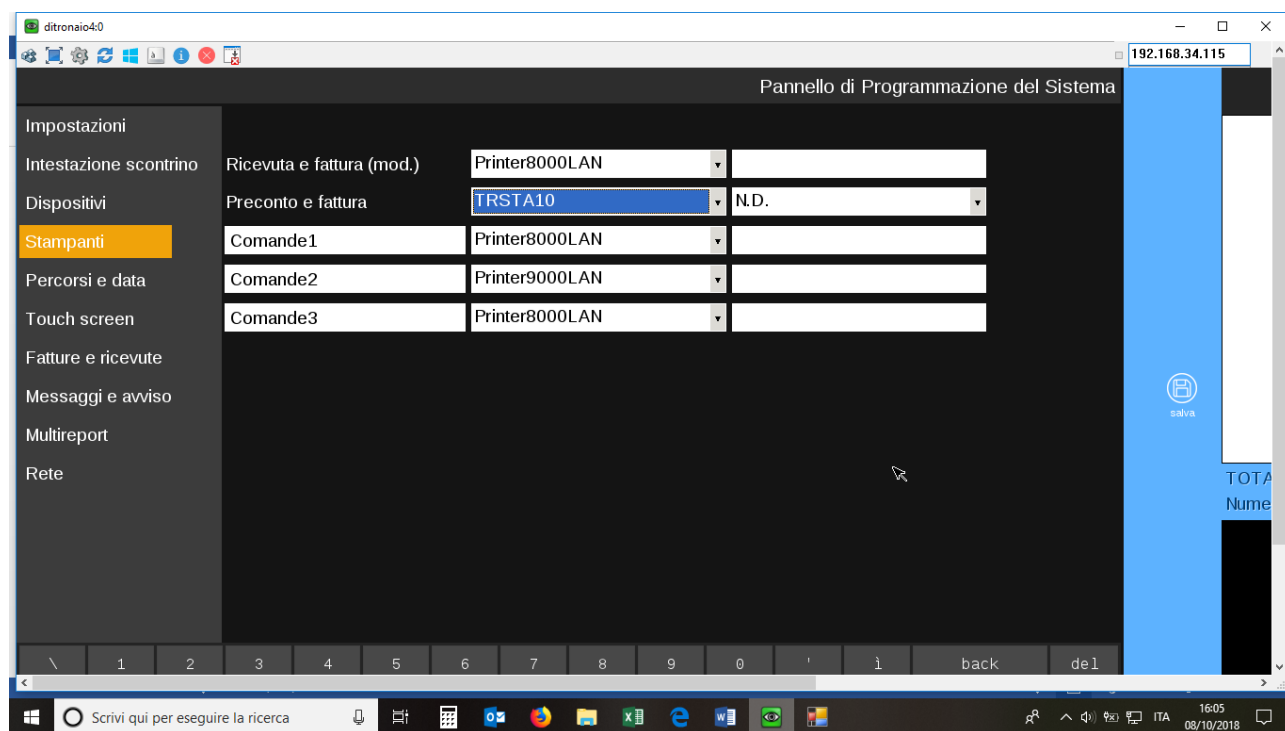 ditronaio4:0
192.168.34.115
Pannello di Programmazione del Sistema
Impostazioni
Intestazione scontrino
Dispositivi
Stampanti
Percorsi e data
Touch screen
Fatture e ricevute
Messaggi e avviso
Multireport
Rete
Ricevuta e fattura (mod.) Printer8000LAN
Preconto e fattura TRSTA10 N.D.
Comande1 Printer8000LAN
Comande2 Printer9000LAN
Comande3 Printer8000LAN
salva
TOTA
Nume
\ 1 2 3 4 5 6 7 8 9 0 ' ì back del
Scrivi qui per eseguire la ricerca
ITA
16:05
08/10/2018